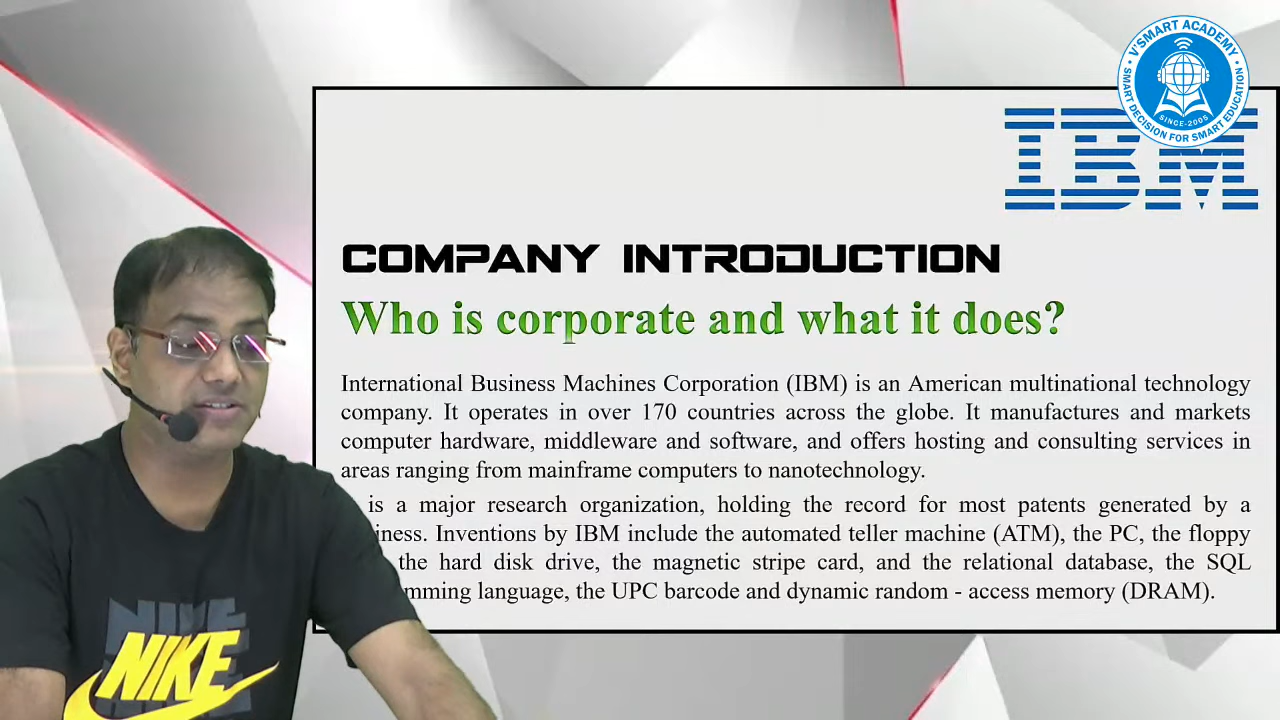 V'SMART ACADEMY
SINCE-2005
SMART DECISION FOR SMART EDUCATION
IBM
COMPANY INTRODUCTION
Who is corporate and what it does?
International Business Machines Corporation (IBM) is an American multinational technology
company. It operates in over 170 countries across the globe. It manufactures and markets
computer hardware, middleware and software, and offers hosting and consulting services in
areas ranging from mainframe computers to nanotechnology.
is a major research organization, holding the record for most patents generated by a
iness. Inventions by IBM include the automated teller machine (ATM), the PC, the floppy
the hard disk drive, the magnetic stripe card, and the relational database, the SQL
mming language, the UPC barcode and dynamic random - access memory (DRAM).
NIKE
NIKE